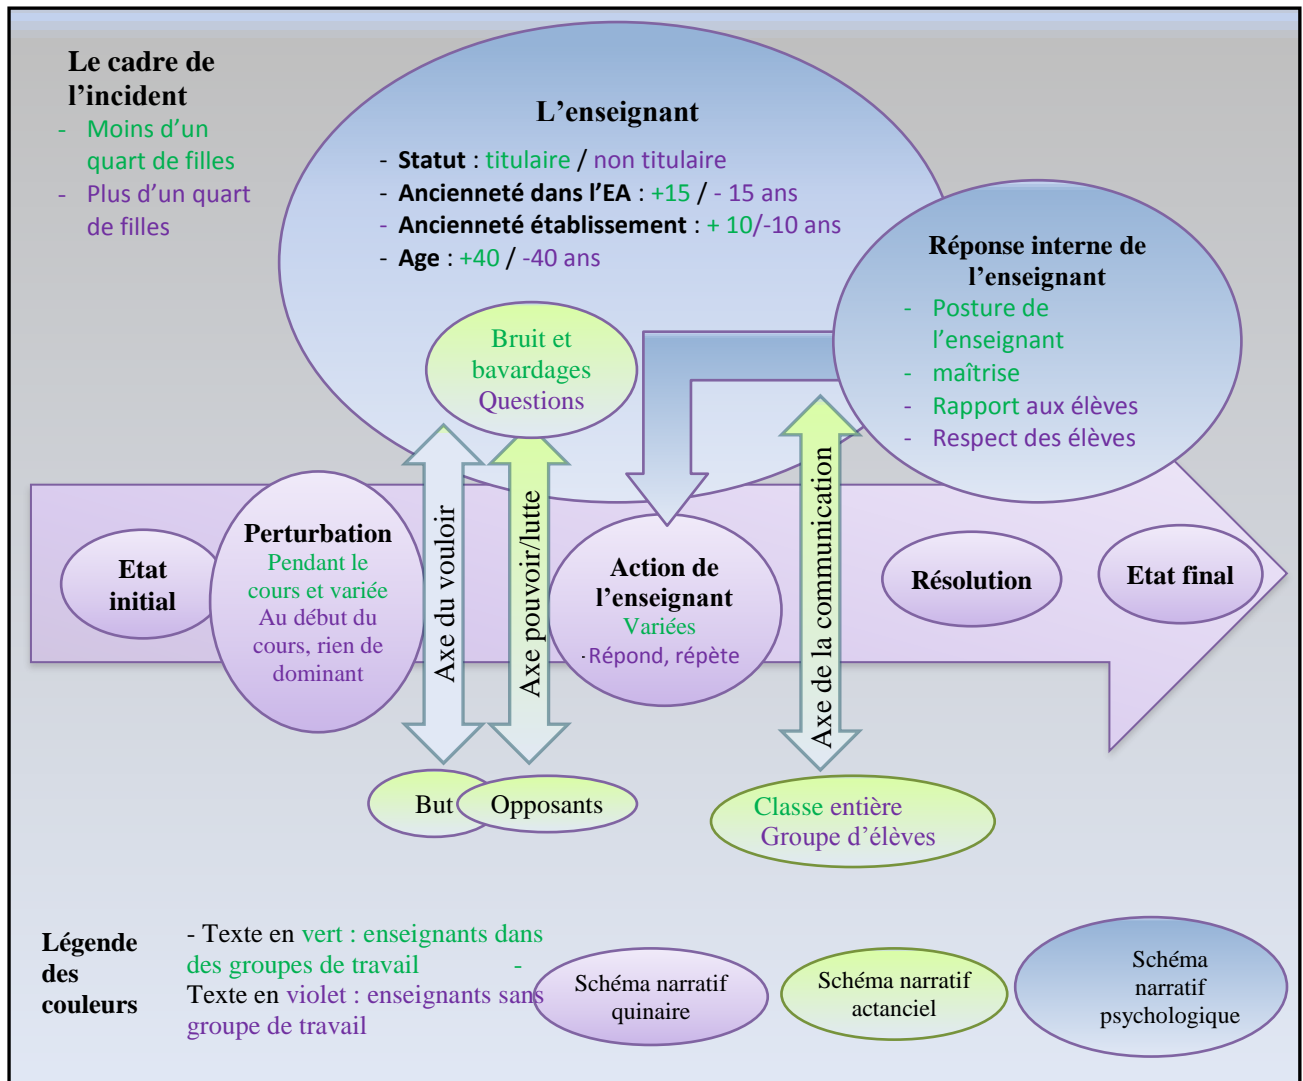 Le cadre de
l’incident
- Moins d’un
quart de filles
- Plus d’un quart
de filles
L’enseignant
- Statut : titulaire / non titulaire
- Ancienneté dans l’EA : +15 / - 15 ans
- Ancienneté établissement : + 10/-10 ans
- Age : +40 / -40 ans
Réponse interne de
l’enseignant
- Posture de
l’enseignant
- maîtrise
- Rapport aux élèves
- Respect des élèves
Bruit et
bavardages
Questions
Etat
initial
Perturbation
Pendant le
cours et variée
Au début du
cours, rien de
dominant
Axe du vouloir
Axe pouvoir/lutte
Action de
l’enseignant
Variées
-Répond, répète
Axe de la communication
Résolution
Etat final
But
Opposants
Classe entière
Groupe d’élèves
Légende
des
couleurs
- Texte en vert : enseignants dans
des groupes de travail -
Texte en violet : enseignants sans
groupe de travail
Schéma narratif
quinaire
Schéma narratif
actanciel
Schéma
narratif
psychologique